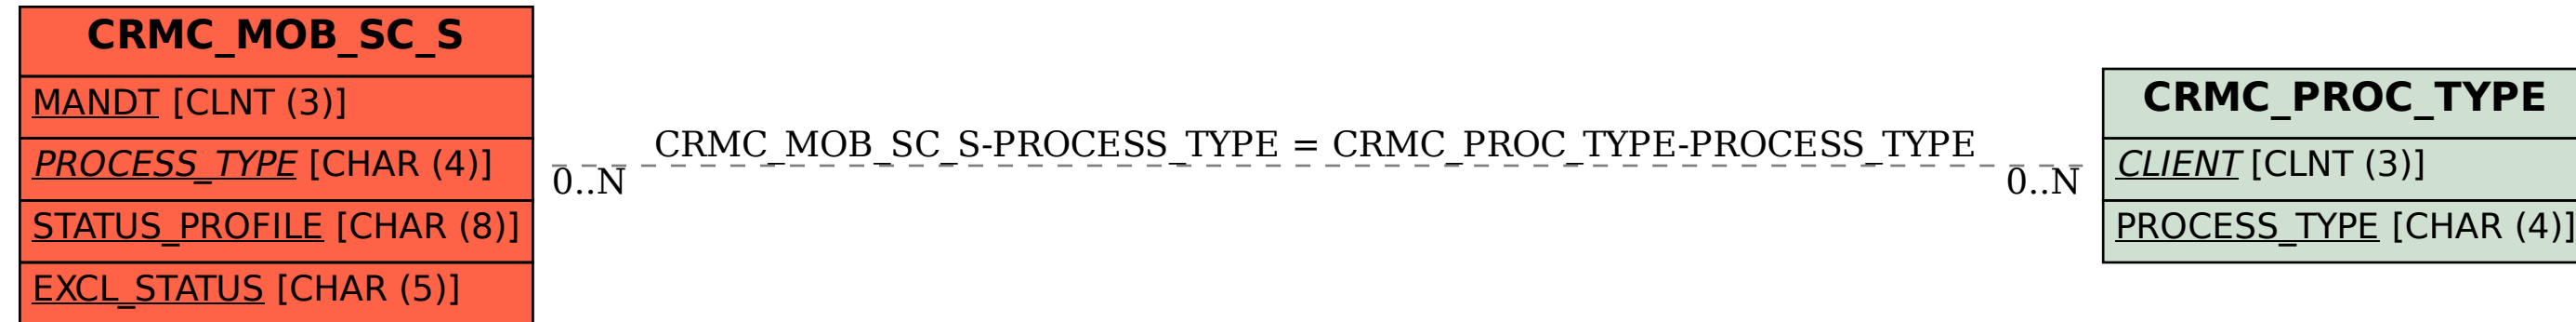 CRMC_MOB_SC_S
MANDT [CLNT (3)]
PROCESS_TYPE [CHAR (4)]
STATUS_PROFILE [CHAR (8)]
EXCL_STATUS [CHAR (5)]
CRMC_MOB_SC_S-PROCESS_TYPE = CRMC_PROC_TYPE-PROCESS_TYPE
0..N
0..N
CRMC_PROC_TYPE
CLIENT [CLNT (3)]
PROCESS_TYPE [CHAR (4)]